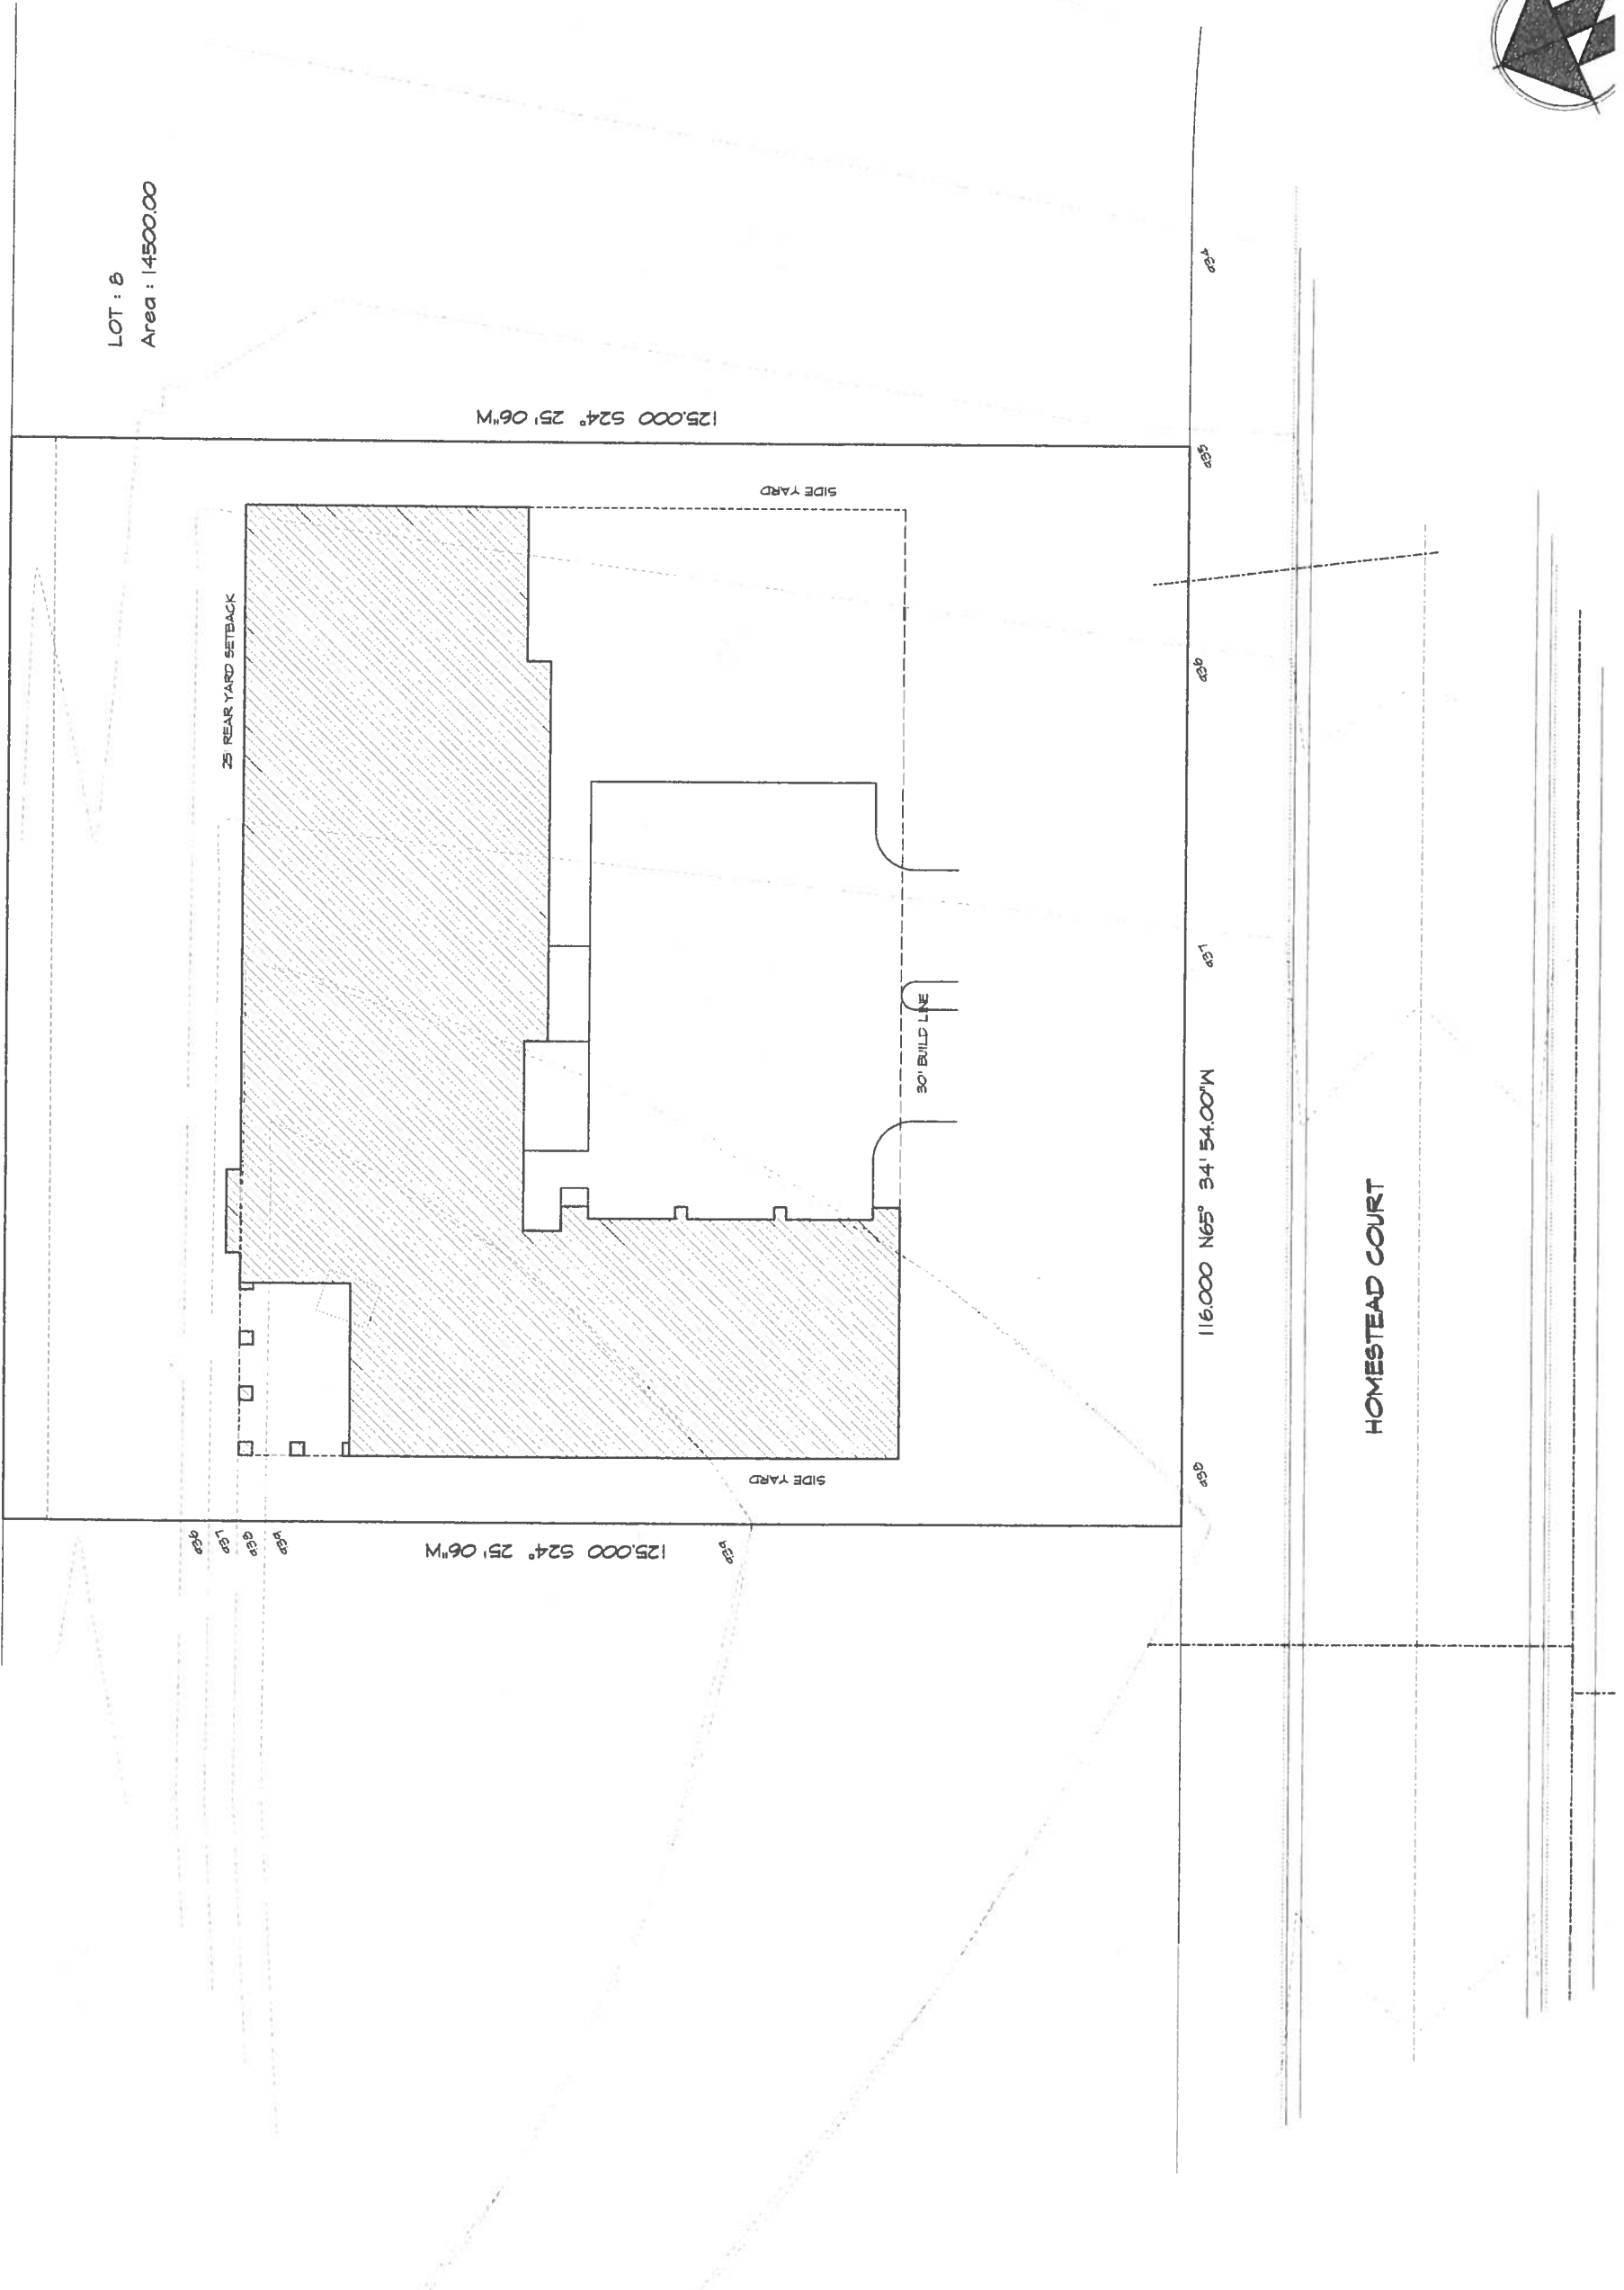 LOT : 8
Area : 14500.00
125.000 S24° 25' 06"W
SIDE YARD
25' REAR YARD SETBACK
30' BUILD LINE
SIDE YARD
125.000 S24° 25' 06"W
116.000 N65° 34' 54.00"W
HOMESTEAD COURT